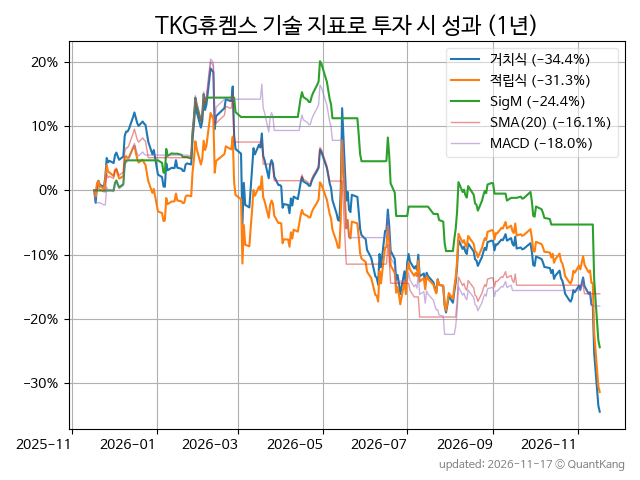 TKG휴켐스 기술 지표로 투자 시 성과 (1년)
거치식 (−34.4%)
적립식 (−31.3%)
SigM (−24.4%)
SMA(20) (−16.1%)
MACD (−18.0%)
20%
10%
0%
−10%
−20%
−30%
2025-11
2026-01
2026-03
2026-05
2026-07
2026-09
2026-11
updated: 2026-11-17 © QuantKang